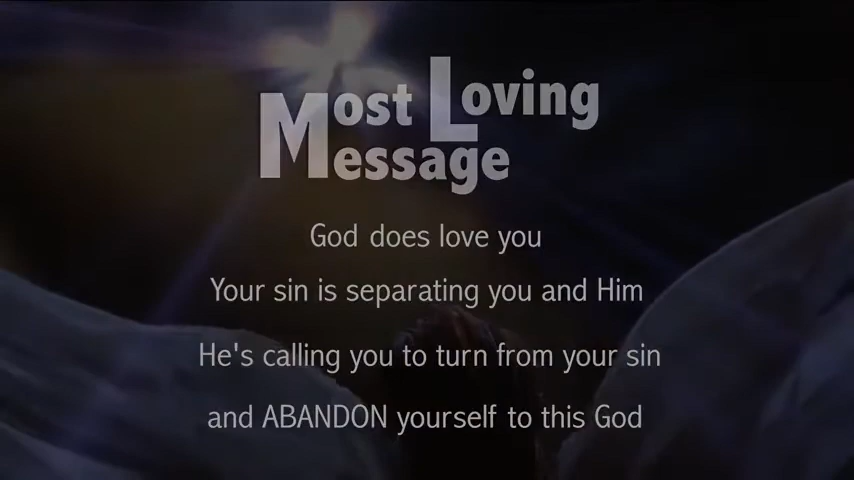 Most Loving
Message
God does love you
Your sin is separating you and Him
He's calling you to turn from your sin
and ABANDON yourself to this God